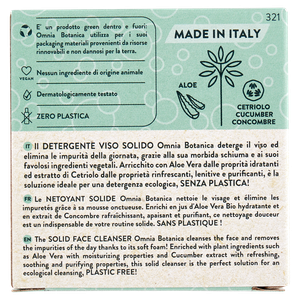 321
E' un prodotto green dentro e fuori!
Omnia Botanica utilizza per i suoi
packaging materiali provenienti da risorse
rinnovabili e non dannosi per la terra.
MADE IN ITALY
VEGAN
Nessun ingrediente di origine animale
Dermatologicamente testato
ZERO PLASTICA
ALOE
CETRIOLO
CUCUMBER
CONCOMBRE
IT Il DETERGENTE VISO SOLIDO Omnia Botanica deterge il viso ed
elimina le impurità della giornata, grazie alla sua morbida schiuma e ai suoi
favolosi ingredienti vegetali. Arricchito con Aloe Vera dalle proprietà idratanti
ed estratto di Cetriolo dalle proprietà rinfrescanti, lenitive e purificanti, è la
soluzione ideale per una detergenza ecologica, SENZA PLASTICA!
FR Le NETOYANT SOLIDE Omnia Botanica nettoie le visage et élimine les
impuretés grâce à sa mousse onctueuse. Enrichi en jus d'Aloe Vera Bio hydratante et
en extrait de Concombre rafraîchissant, apaisant et purifiant, ce nettoyage douceur
est un indispensable de votre routine solide. SANS PLASTIQUE !
EN The SOLID FACE CLEANSER Omnia Botanica cleanses the face and removes
the impurities of the day thanks to its soft foam! Enriched with plant ingredients such
as Aloe Vera with moisturizing properties and Cucumber extract with refreshing,
soothing and purifying properties, this solid cleanser is the perfect solution for an
ecological cleansing, PLASTIC FREE!